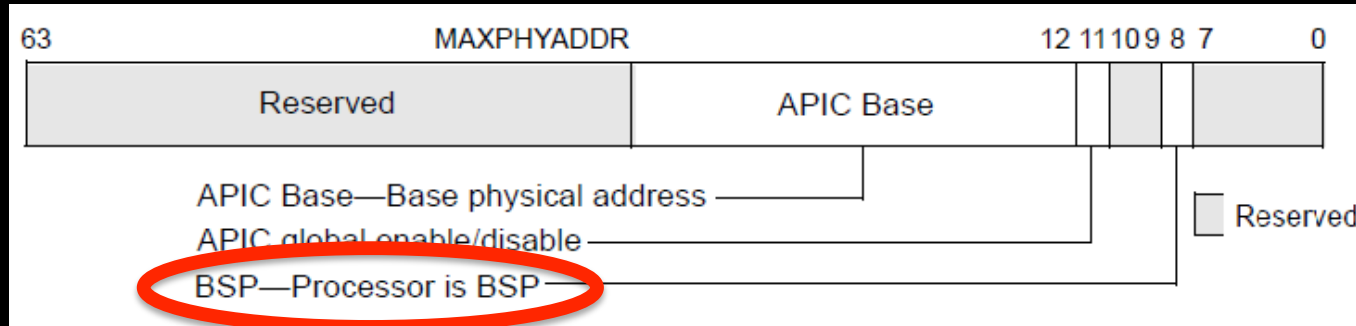 63 MAXPHYADDR 12 11 10 9 8 7 0
Reserved APIC Base
APIC Base—Base physical address
APIC global enable/disable
Reserved
BSP—Processor is BSP